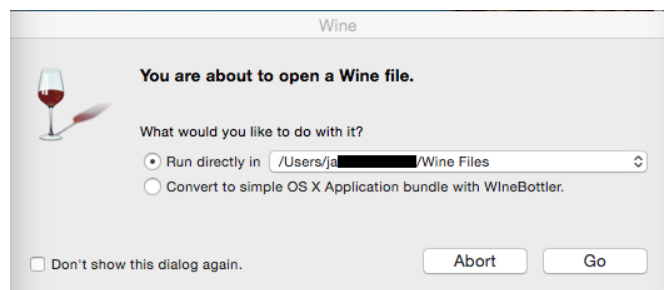 Wine
You are about to open a Wine file.
What would you like to do with it?
Run directly in /Users/ja /Wine Files
Convert to simple OS X Application bundle with WIneBottler.
Don't show this dialog again. Abort Go